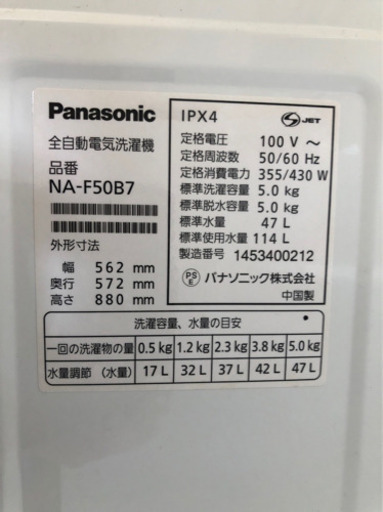 Panasonic
全自動電気洗濯機
品番
NA-F50B7
外形寸法
幅 562 mm
奥行 572 mm
高さ 880 mm
IPX4
S JET
定格電圧 100 V ～
定格周波数 50/60 Hz
定格消費電力 355/430 W
標準洗濯容量 5.0 kg
標準脱水容量 5.0 kg
標準水量 47 L
標準使用水量 114 L
製造番号 1453400212
PS E パナソニック株式会社
中国製
洗濯容量、水量の目安
一回の洗濯物の量 0.5 kg 1.2 kg 2.3 kg 3.8 kg 5.0 kg
水量調節 (水量) 17 L 32 L 37 L 42 L 47 L